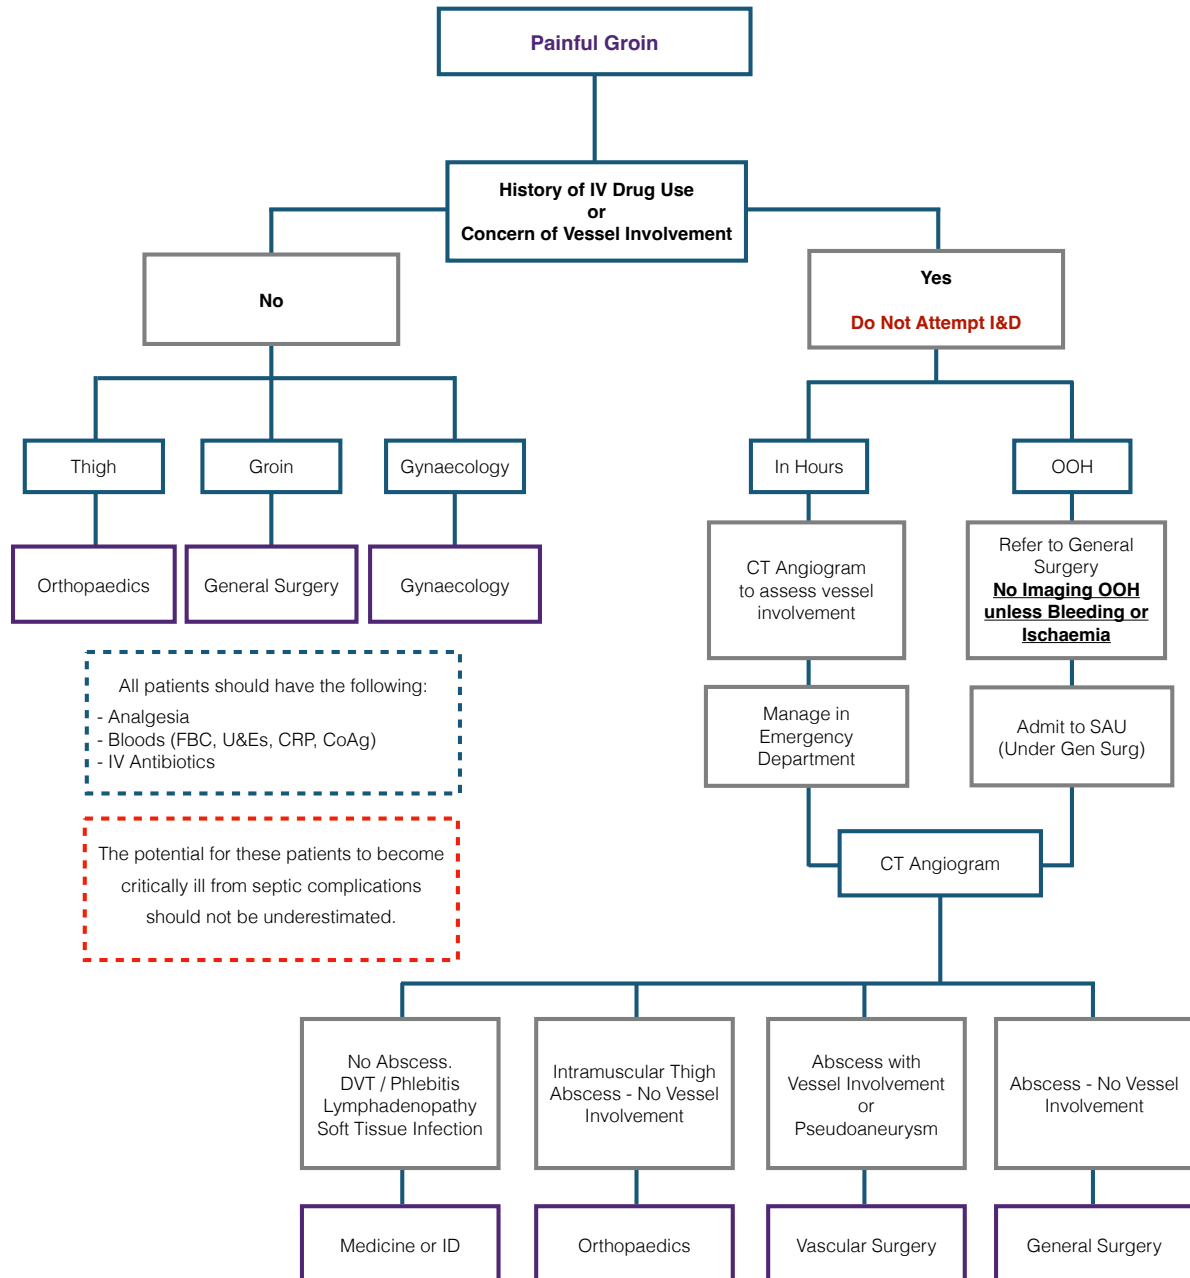 Painful Groin
History of IV Drug Use
or
Concern of Vessel Involvement
No
Yes
Do Not Attempt I&D
Thigh
Groin
Gynaecology
In Hours
OOH
Orthopaedics
General Surgery
Gynaecology
CT Angiogram
to assess vessel
involvement
Refer to General
Surgery
No Imaging OOH
unless Bleeding or
Ischaemia
All patients should have the following:
- Analgesia
- Bloods (FBC, U&Es, CRP, CoAg)
- IV Antibiotics
Manage in
Emergency
Department
Admit to SAU
(Under Gen Surg)
The potential for these patients to become
critically ill from septic complications
should not be underestimated.
CT Angiogram
No Abscess.
DVT / Phlebitis
Lymphadenopathy
Soft Tissue Infection
Intramuscular Thigh
Abscess - No Vessel
Involvement
Abscess with
Vessel Involvement
or
Pseudoaneurysm
Abscess - No Vessel
Involvement
Medicine or ID
Orthopaedics
Vascular Surgery
General Surgery